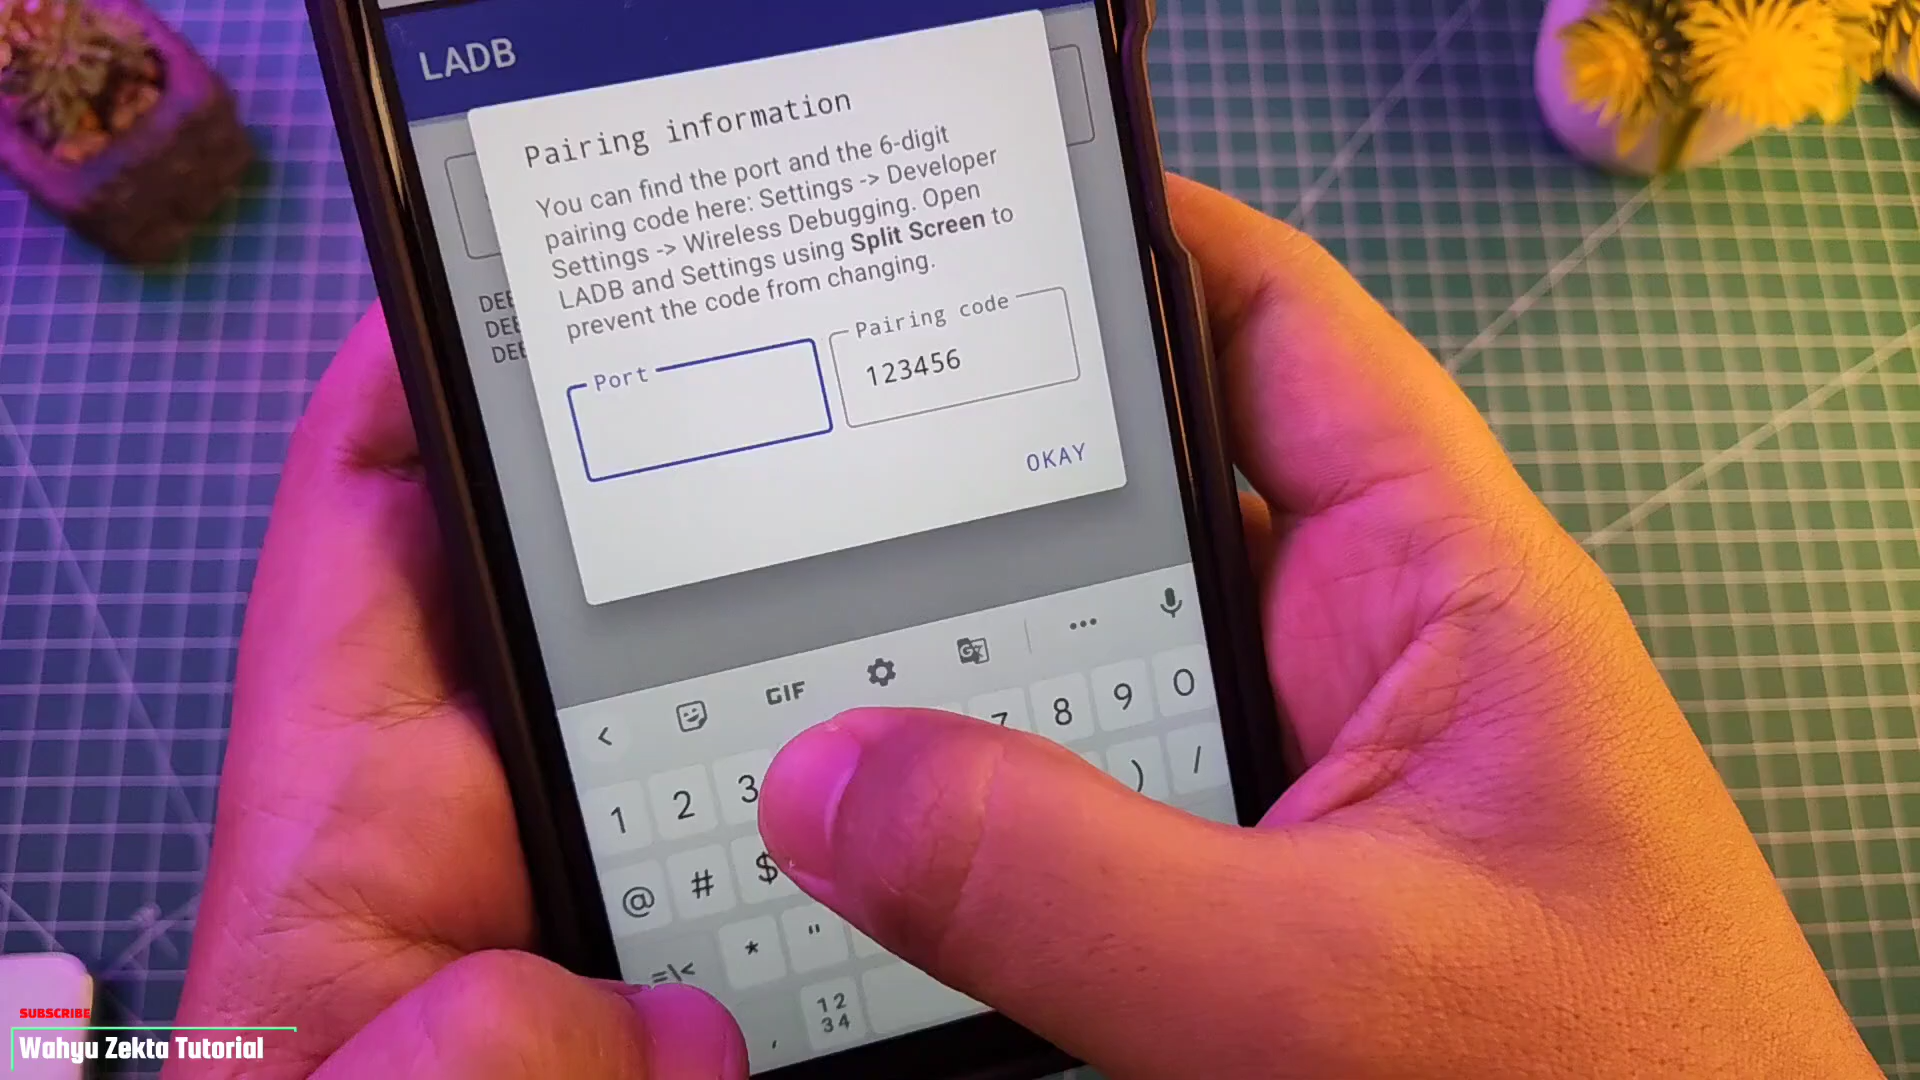 LADB
Pairing information
You can find the port and the 6-digit
pairing code here: Settings -> Developer
Settings -> Wireless Debugging. Open
LADB and Settings using Split Screen to
prevent the code from changing.
Port
Pairing code
123456
OKAY
GIF
1 2 3 7 8 9 0
@ # $ ) /
=\< * "
, 12
34
SUBSCRIBE
Wahyu Zekta Tutorial